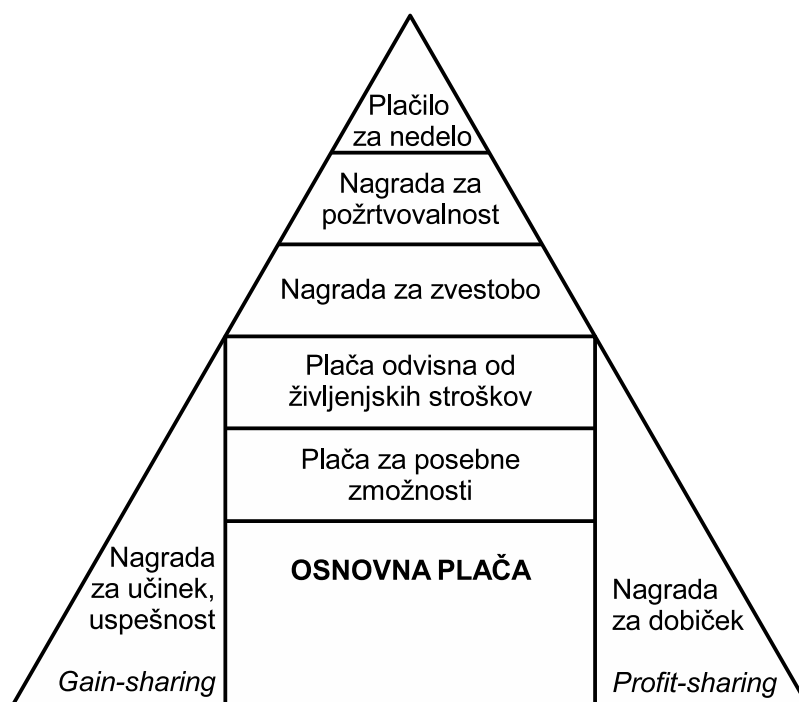 Plačilo
za nedelo
Nagrada za
požrtvovalnost
Nagrada za zvestobo
Plača odvisna od
življenjskih stroškov
Plača za posebne
zmožnosti
OSNOVNA PLAČA
Nagrada
za učinek,
uspešnost
Gain-sharing
Nagrada
za dobiček
Profit-sharing